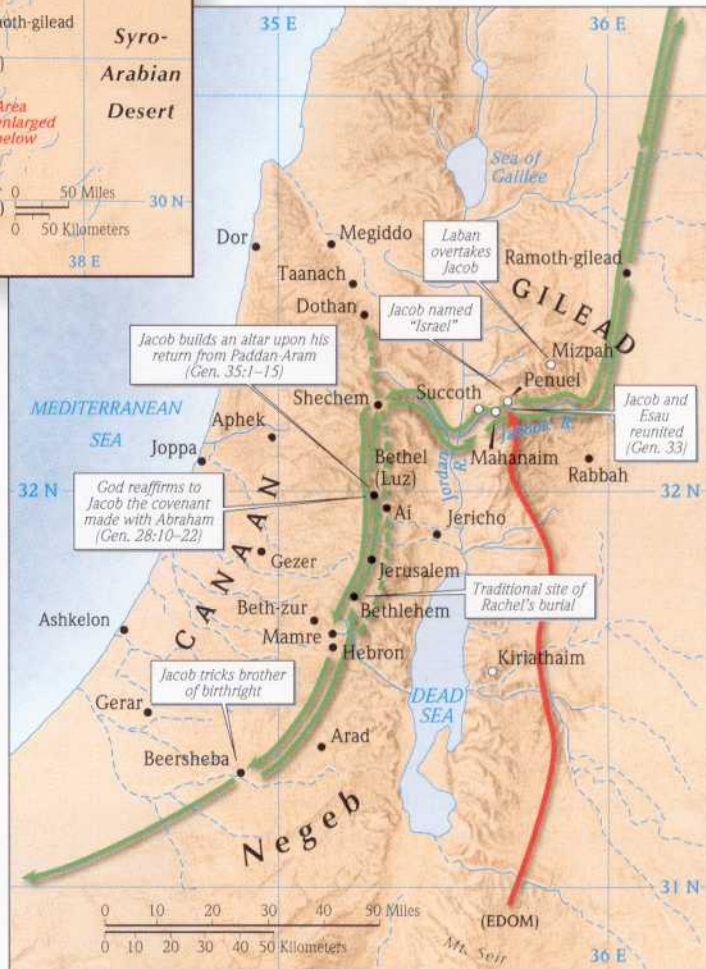 oth-gilead
Syro-
Arabian
Desert
Area
enlarged
below
50 Miles
50 Kilometers
30 N
38 E
35 E
36 E
Sea of
Galilee
Dor
Megiddo
Laban
overtakes
Jacob
Ramoth-gilead
Taanach
GILEAD
Dothan
Jacob named
"Israel"
Mizpah
Jacob builds an altar upon his
return from Paddan-Aram
(Gen. 35:1–15)
Penuel
Succoth
Shechem
Jacob and
Esau
reunited
(Gen. 33)
MEDITERRANEAN
SEA
Aphek
Jabbok R.
Mahanaim
Joppa
Bethel
(Luz)
Jordan
R.
Rabbah
32 N
32 N
God reaffirms to
Jacob the covenant
made with Abraham
(Gen. 28:10–22)
Ai
Jericho
CANAAN
Gezer
Jerusalem
Traditional site of
Rachel's burial
Beth-zur
Bethlehem
Ashkelon
Mamre
Hebron
Kiriathaim
Jacob tricks brother
of birthright
DEAD
SEA
Gerar
Arad
Beersheba
Negeb
31 N
0 10 20 30 40 50 Miles
0 10 20 30 40 50 Kilometers
(EDOM)
Mt. Seir
36 E